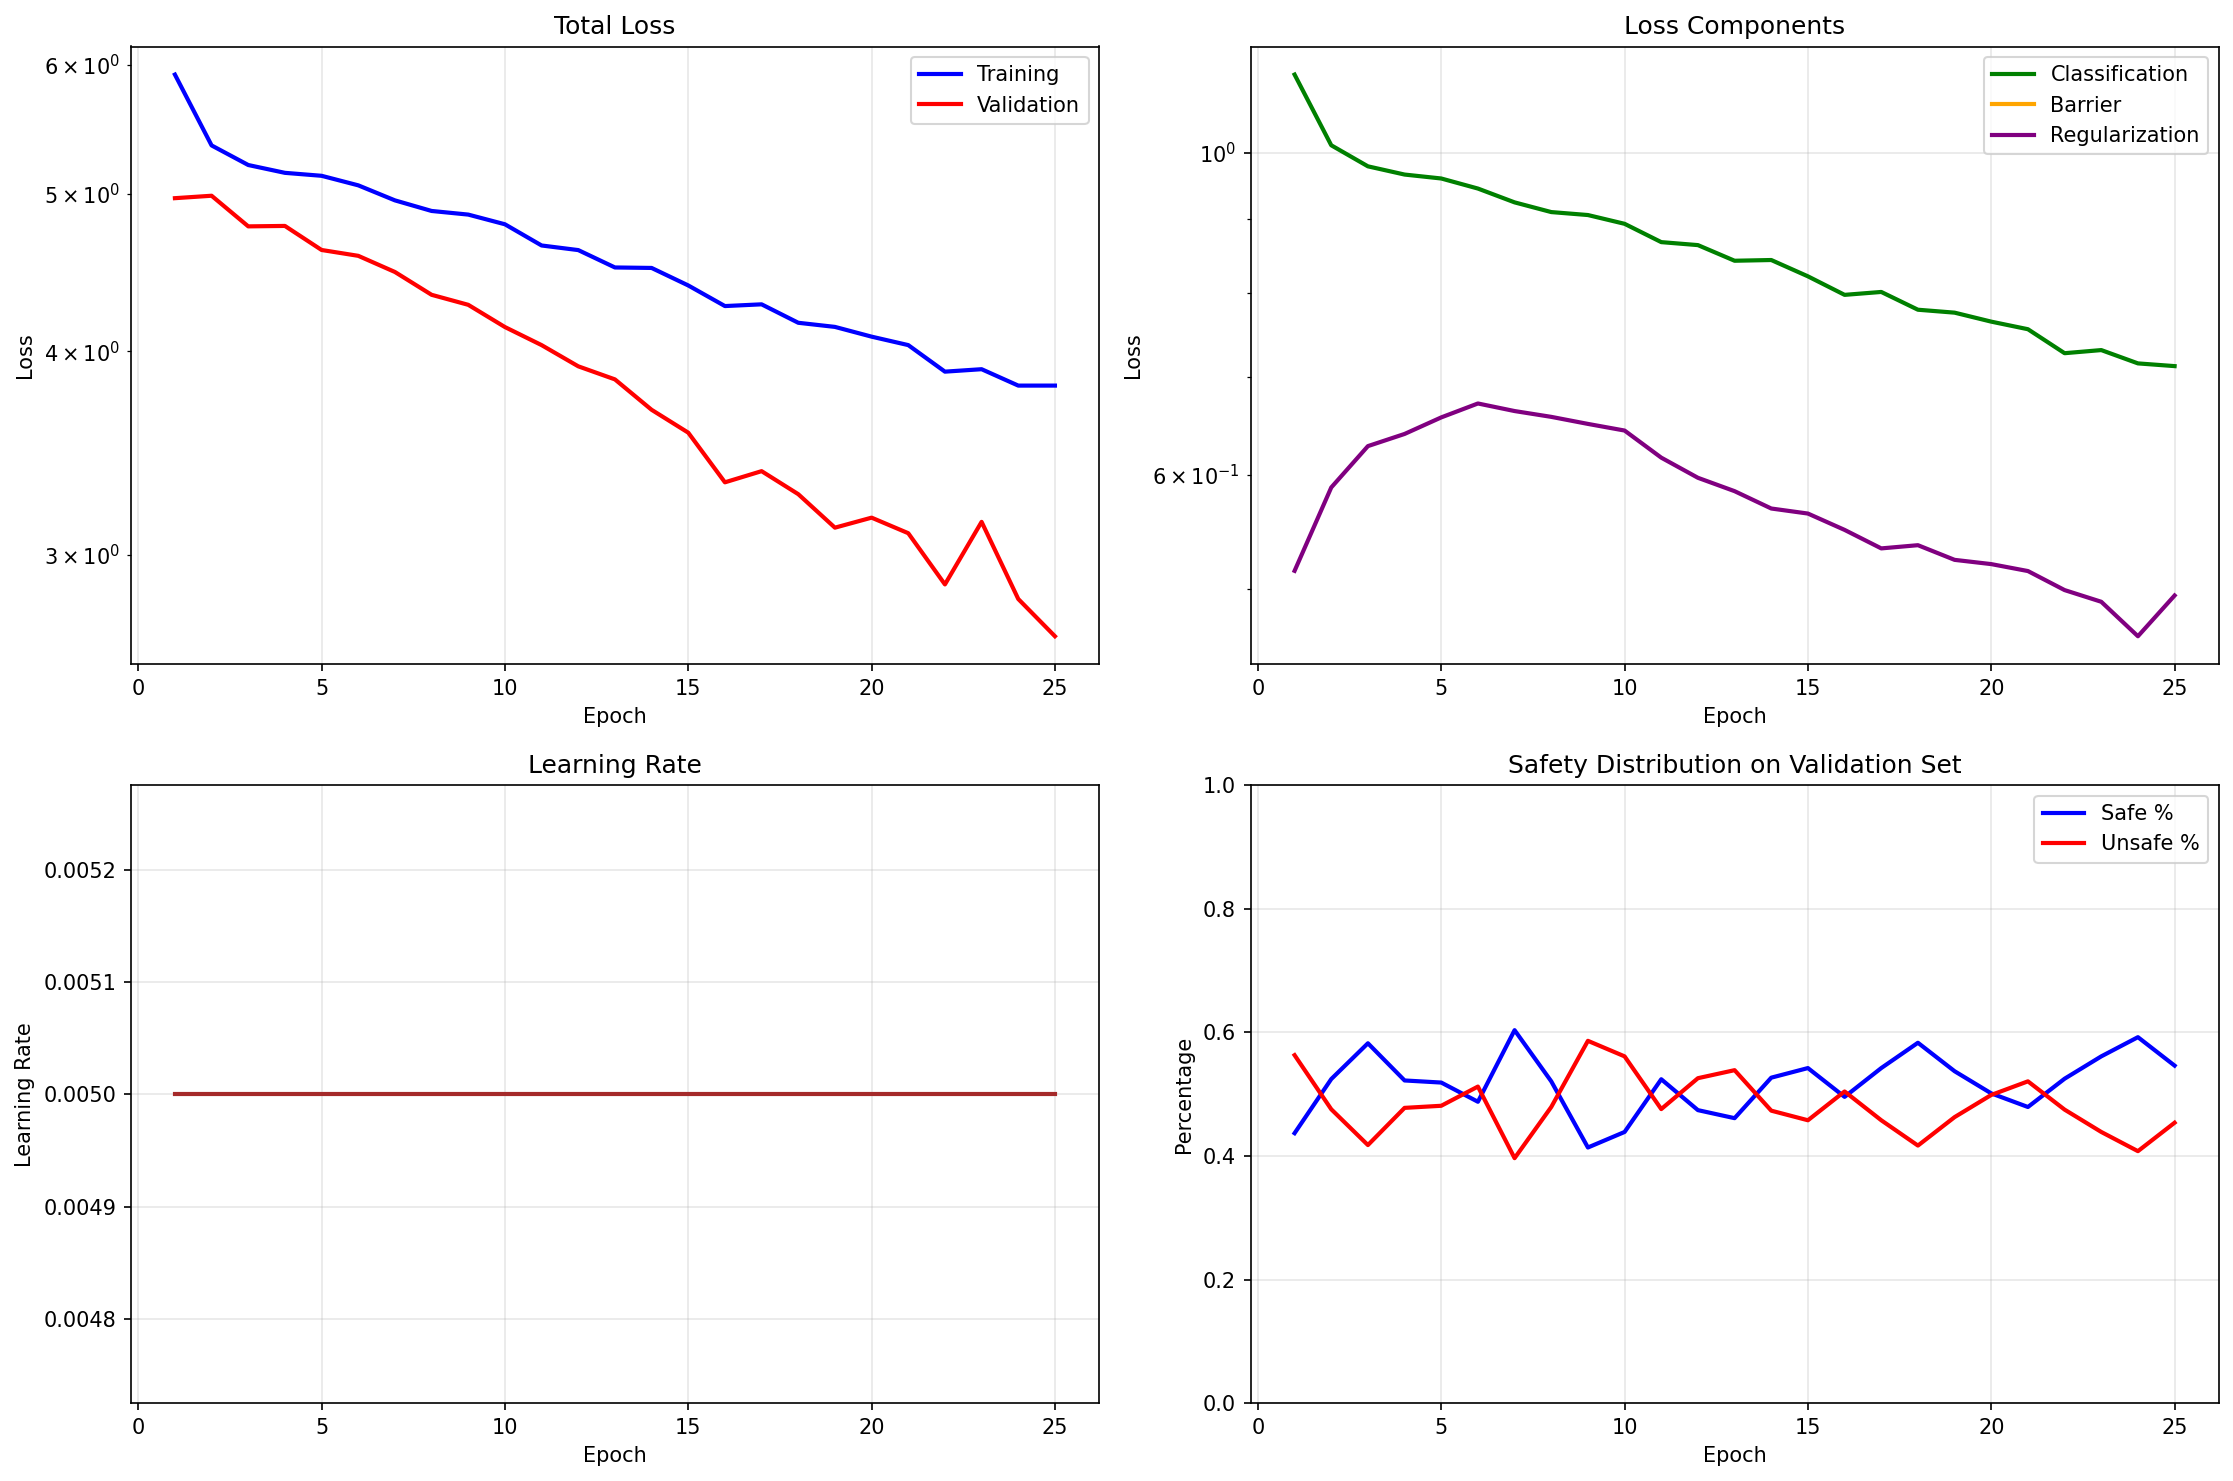 Total Loss
6 × 10⁰
5 × 10⁰
4 × 10⁰
3 × 10⁰
Loss
Training
Validation
0 5 10 15 20 25
Epoch
Loss Components
10⁰
6 × 10⁻¹
Loss
Classification
Barrier
Regularization
0 5 10 15 20 25
Epoch
Learning Rate
0.0052
0.0051
0.0050
0.0049
0.0048
Learning Rate
0 5 10 15 20 25
Epoch
Safety Distribution on Validation Set
1.0
0.8
0.6
0.4
0.2
0.0
Percentage
Safe %
Unsafe %
0 5 10 15 20 25
Epoch